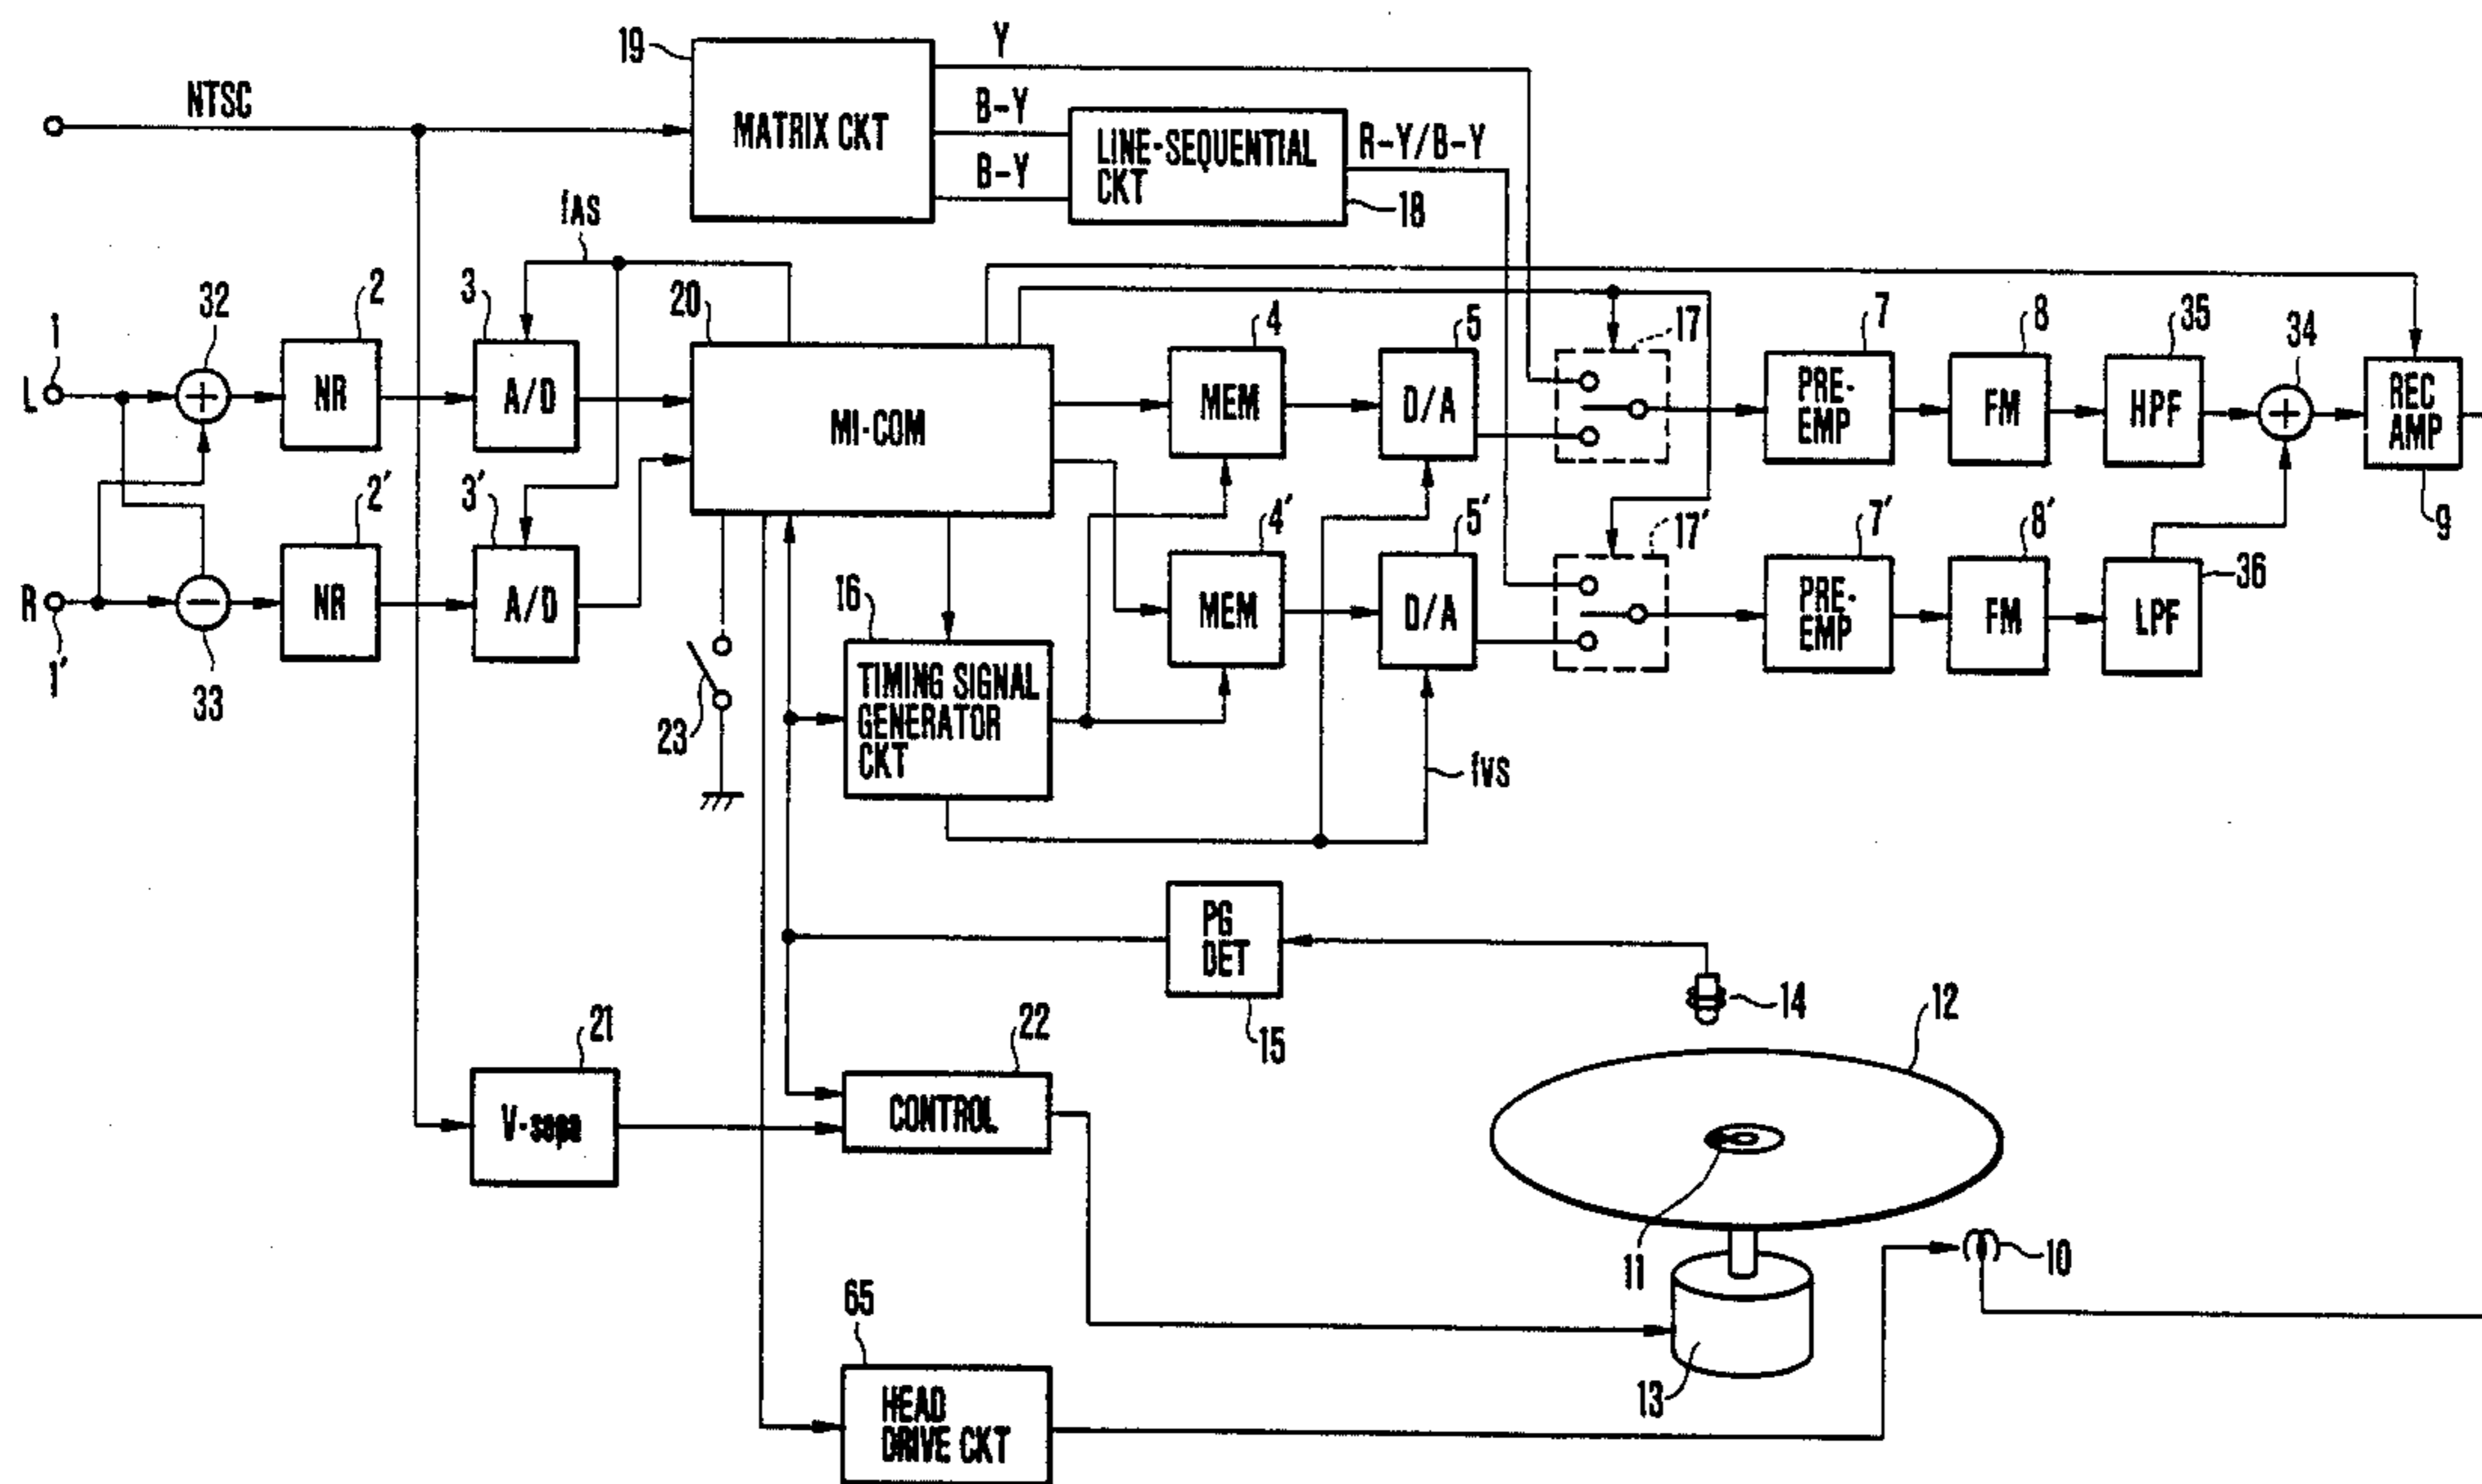 19
Y
NTSC
B-Y
MATRIX CKT
LINE-SEQUENTIAL
CKT
R-Y/B-Y
B-Y
18
fAS
1
32
2
3
20
4
5
17
7
8
35
34
L
+
NR
A/D
MI-COM
MEM
D/A
PRE-
EMP
FM
HPF
+
REC
AMP
9
2'
3'
4'
5'
17'
7'
8'
36
R
1'
−
33
NR
A/D
16
MEM
D/A
PRE-
EMP
FM
LPF
23
TIMING SIGNAL
GENERATOR
CKT
fvs
PG
DET
15
14
12
21
22
V-sepa
CONTROL
11
10
65
13
HEAD
DRIVE CKT